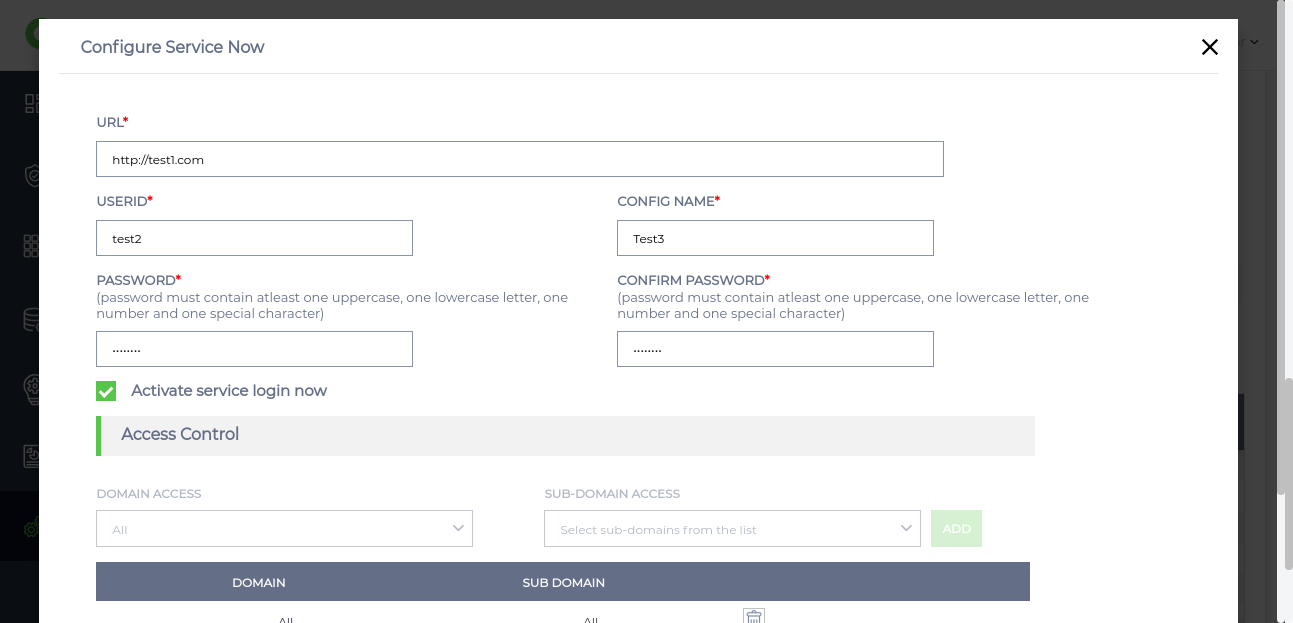 Configure Service Now
URL*
http://test1.com
USERID*
CONFIG NAME*
test2
Test3
PASSWORD*
(password must contain atleast one uppercase, one lowercase letter, one
number and one special character)
CONFIRM PASSWORD*
(password must contain atleast one uppercase, one lowercase letter, one
number and one special character)
Activate service login now
Access Control
DOMAIN ACCESS
SUB-DOMAIN ACCESS
All
Select sub-domains from the list
ADD
DOMAIN
SUB DOMAIN
All
All